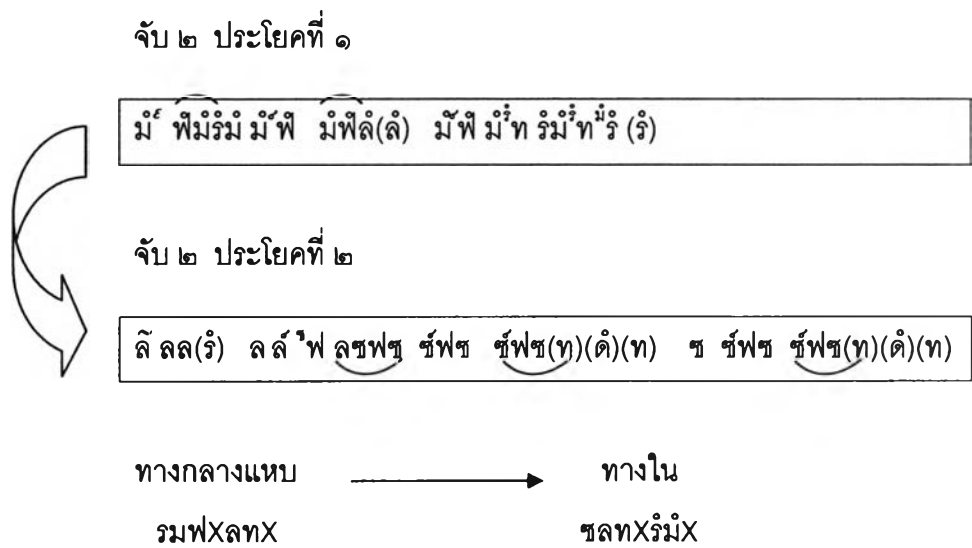 จับ ๒ ประโยคที่ ๑
มํ ํ์ ฟํมํรํมํ มํ ํ์ฟํ มํฟํลํ(ลํ) มํ ํ์ฟํ มํรํท รํมํรํทมํรํ (รํ)
จับ ๒ ประโยคที่ ๒
ลํ ลล(รํ) ล ล์ ฟ ลซฟซ ซ์ฟซ ซ์ฟซ(ท)(ดํ)(ท) ซ ซ์ฟซ ซ์ฟซ(ท)(ดํ)(ท)
ทางกลางแหบ ทางใน
รมฟXลทX ซลทXรํมํX